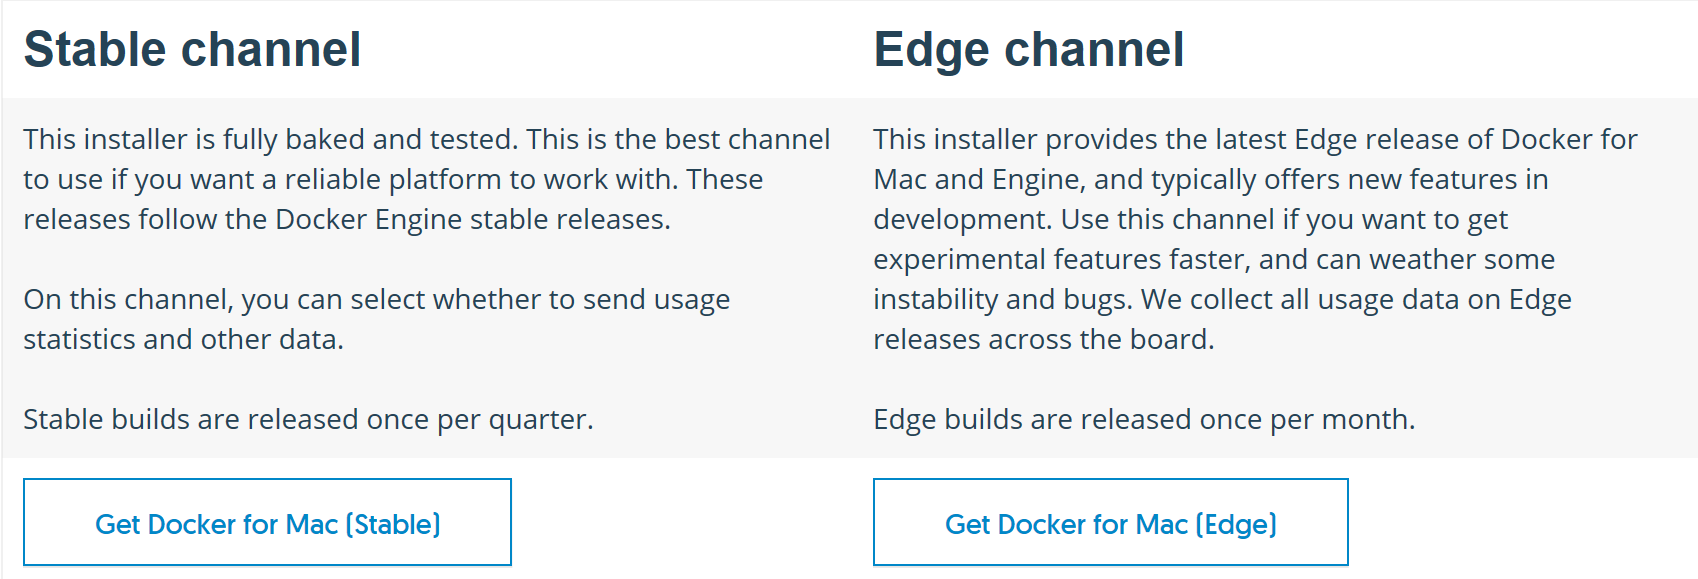 Stable channel
This installer is fully baked and tested. This is the best channel
to use if you want a reliable platform to work with. These
releases follow the Docker Engine stable releases.
On this channel, you can select whether to send usage
statistics and other data.
Stable builds are released once per quarter.
Get Docker for Mac (Stable)
Edge channel
This installer provides the latest Edge release of Docker for
Mac and Engine, and typically offers new features in
development. Use this channel if you want to get
experimental features faster, and can weather some
instability and bugs. We collect all usage data on Edge
releases across the board.
Edge builds are released once per month.
Get Docker for Mac (Edge)